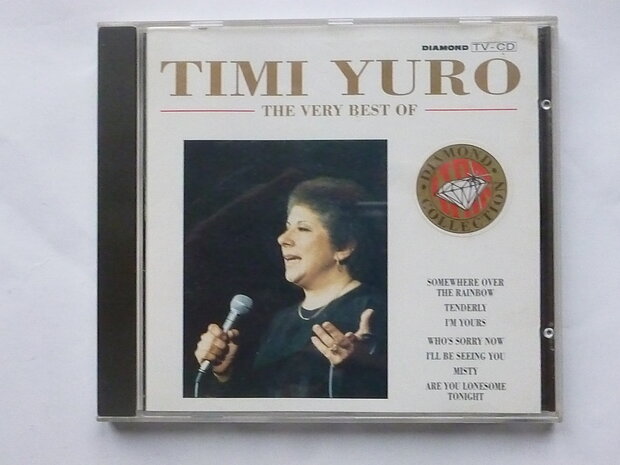 DIAMOND TV-CD
TIMI YURO
THE VERY BEST OF
DIAMOND
COLLECTION
SOMEWHERE OVER
THE RAINBOW
TENDERLY
I'M YOURS
WHO'S SORRY NOW
I'LL BE SEEING YOU
MISTY
ARE YOU LONESOME
TONIGHT